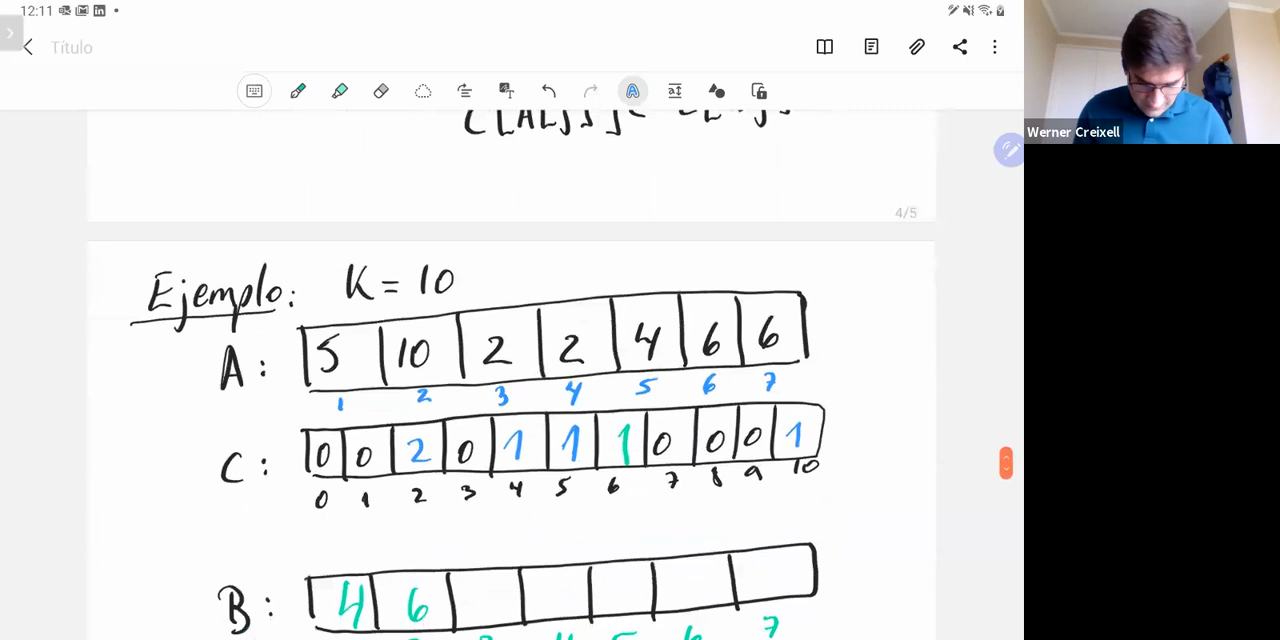 12:11
Título
Werner Creixell
4/5
Ejemplo: K = 10
A: 5 10 2 2 4 6 6
1 2 3 4 5 6 7
C: 0 0 2 0 1 1 1 0 0 0 1
0 1 2 3 4 5 6 7 8 9 10
B: 4 6
7